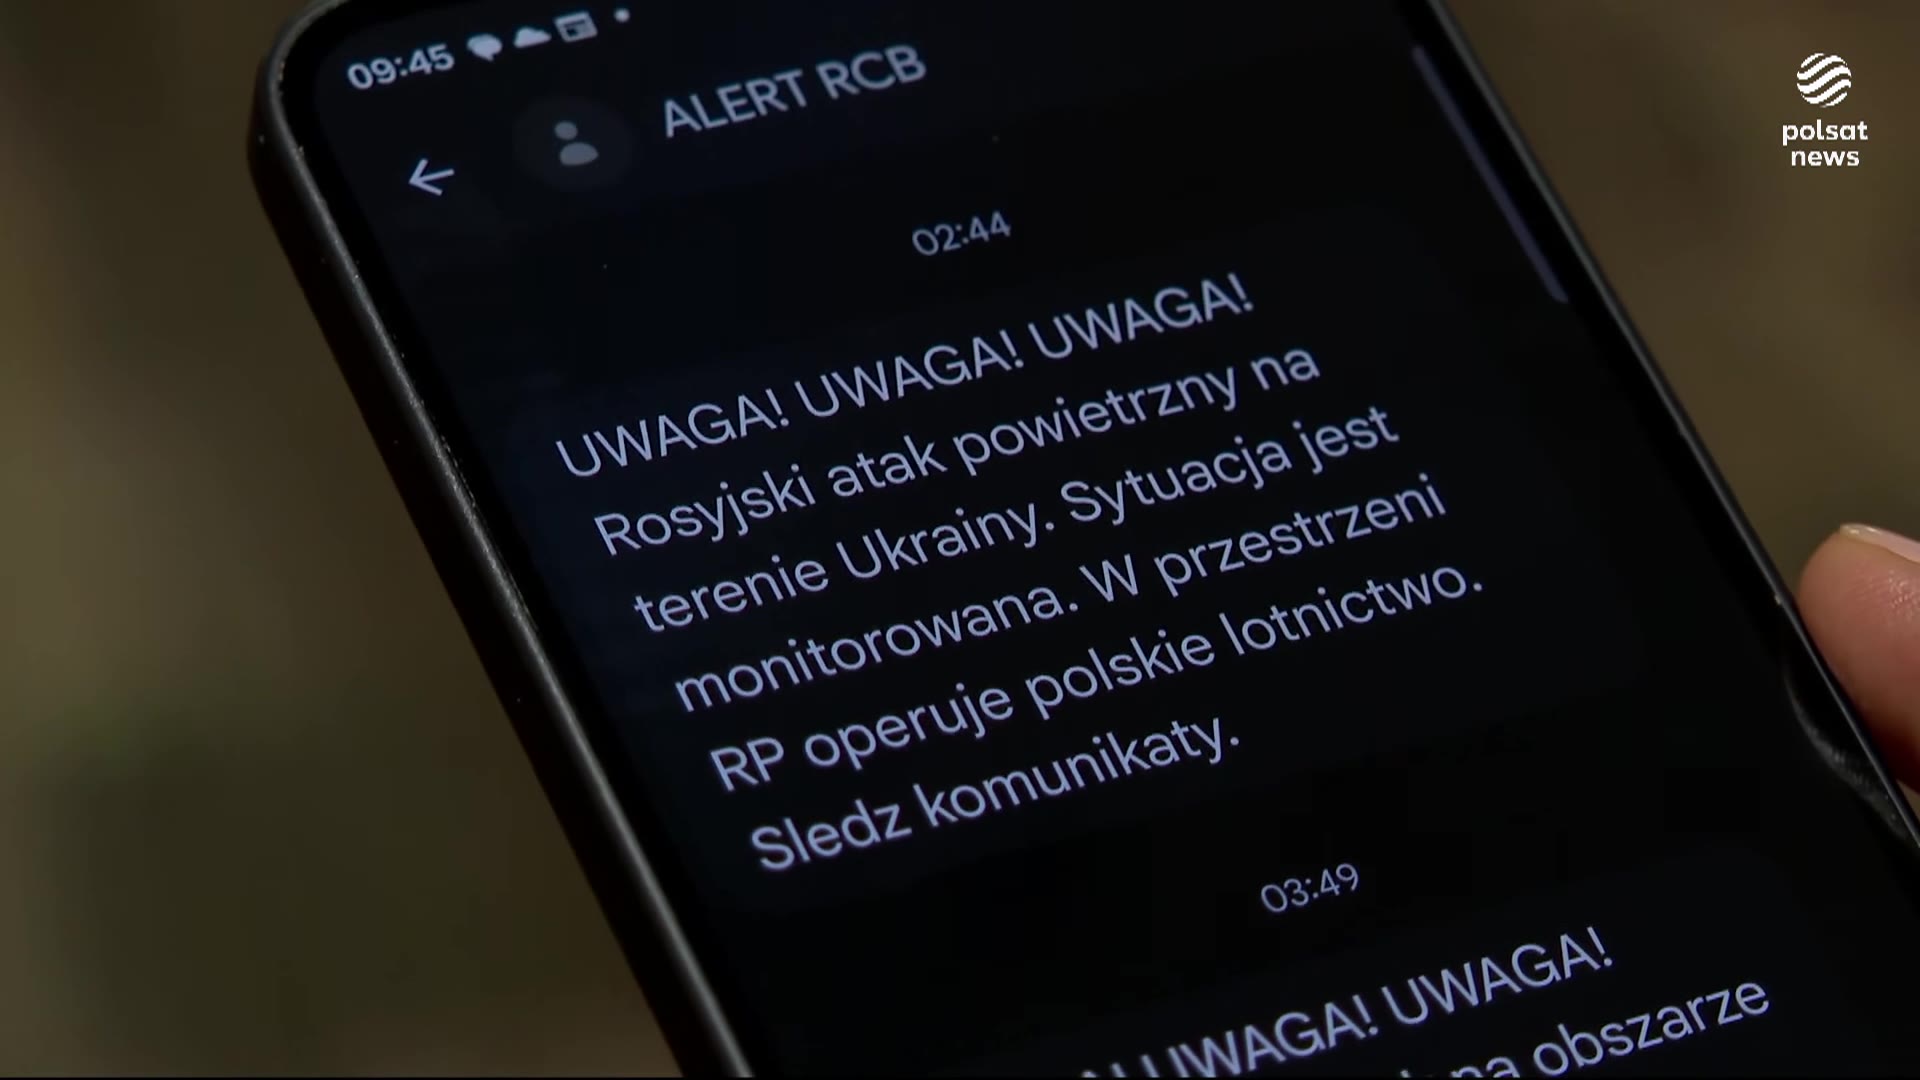 09:45
ALERT RCB
polsat
news
02:44
UWAGA! UWAGA! UWAGA!
Rosyjski atak powietrzny na
terenie Ukrainy. Sytuacja jest
monitorowana. W przestrzeni
RP operuje polskie lotnictwo.
Sledz komunikaty.
03:49
UWAGA! UWAGA!
na obszarze